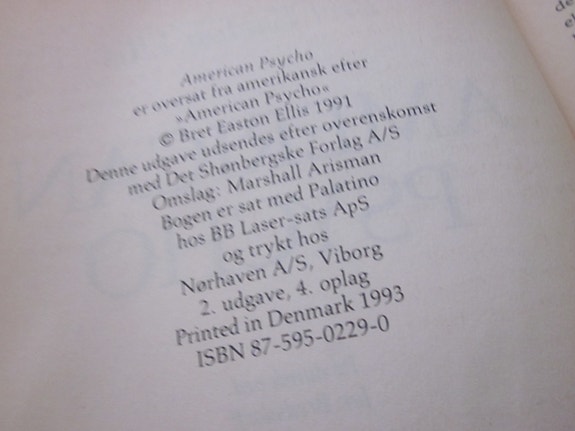 American Psycho
er oversat fra amerikansk efter
»American Psycho«
© Bret Easton Ellis 1991
Denne udgave udsendes efter overenskomst
med Det Shønbergske Forlag A/S
Omslag: Marshall Arisman
Bogen er sat med Palatino
hos BB Laser-sats ApS
og trykt hos
Nørhaven A/S, Viborg
2. udgave, 4. oplag
Printed in Denmark 1993
ISBN 87-595-0229-0